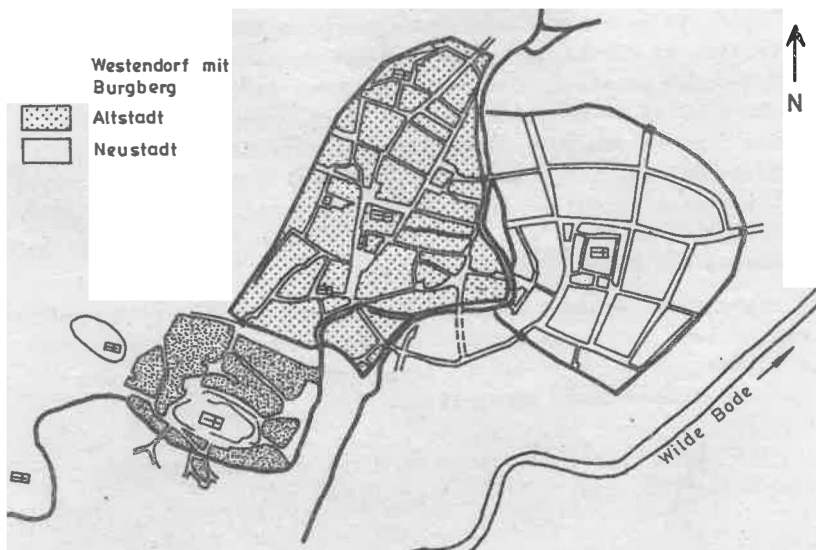 Westendorf mit
Burgberg
Altstadt
Neustadt
N
Wilde Bode